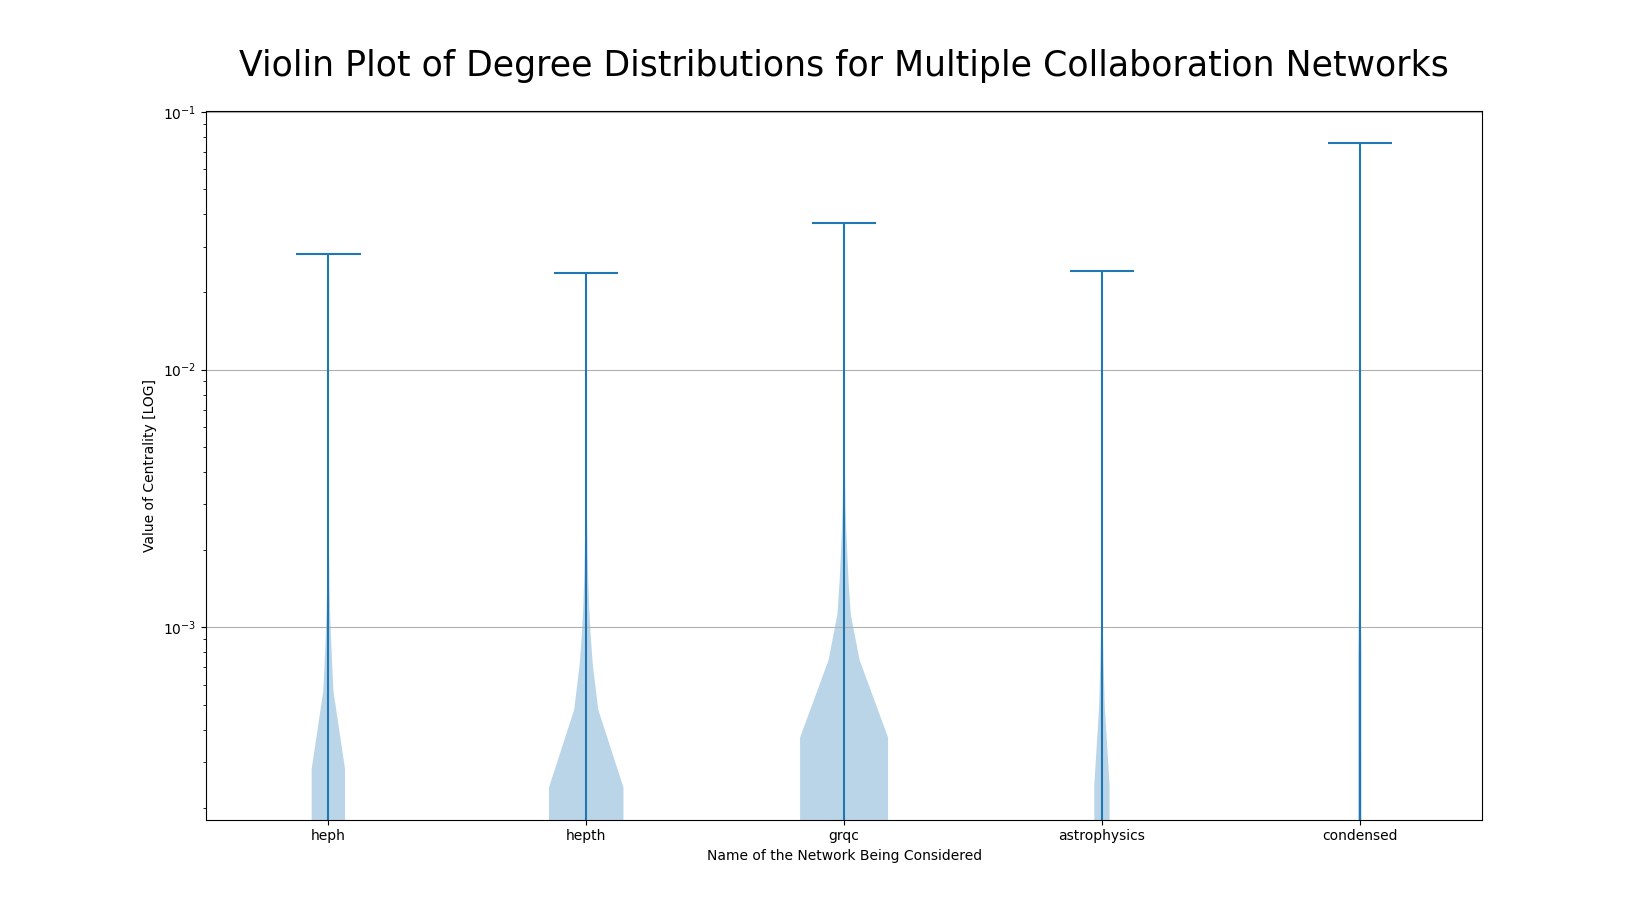 Violin Plot of Degree Distributions for Multiple Collaboration Networks
10⁻¹
10⁻²
10⁻³
Value of Centrality [LOG]
heph hepth grqc astrophysics condensed
Name of the Network Being Considered